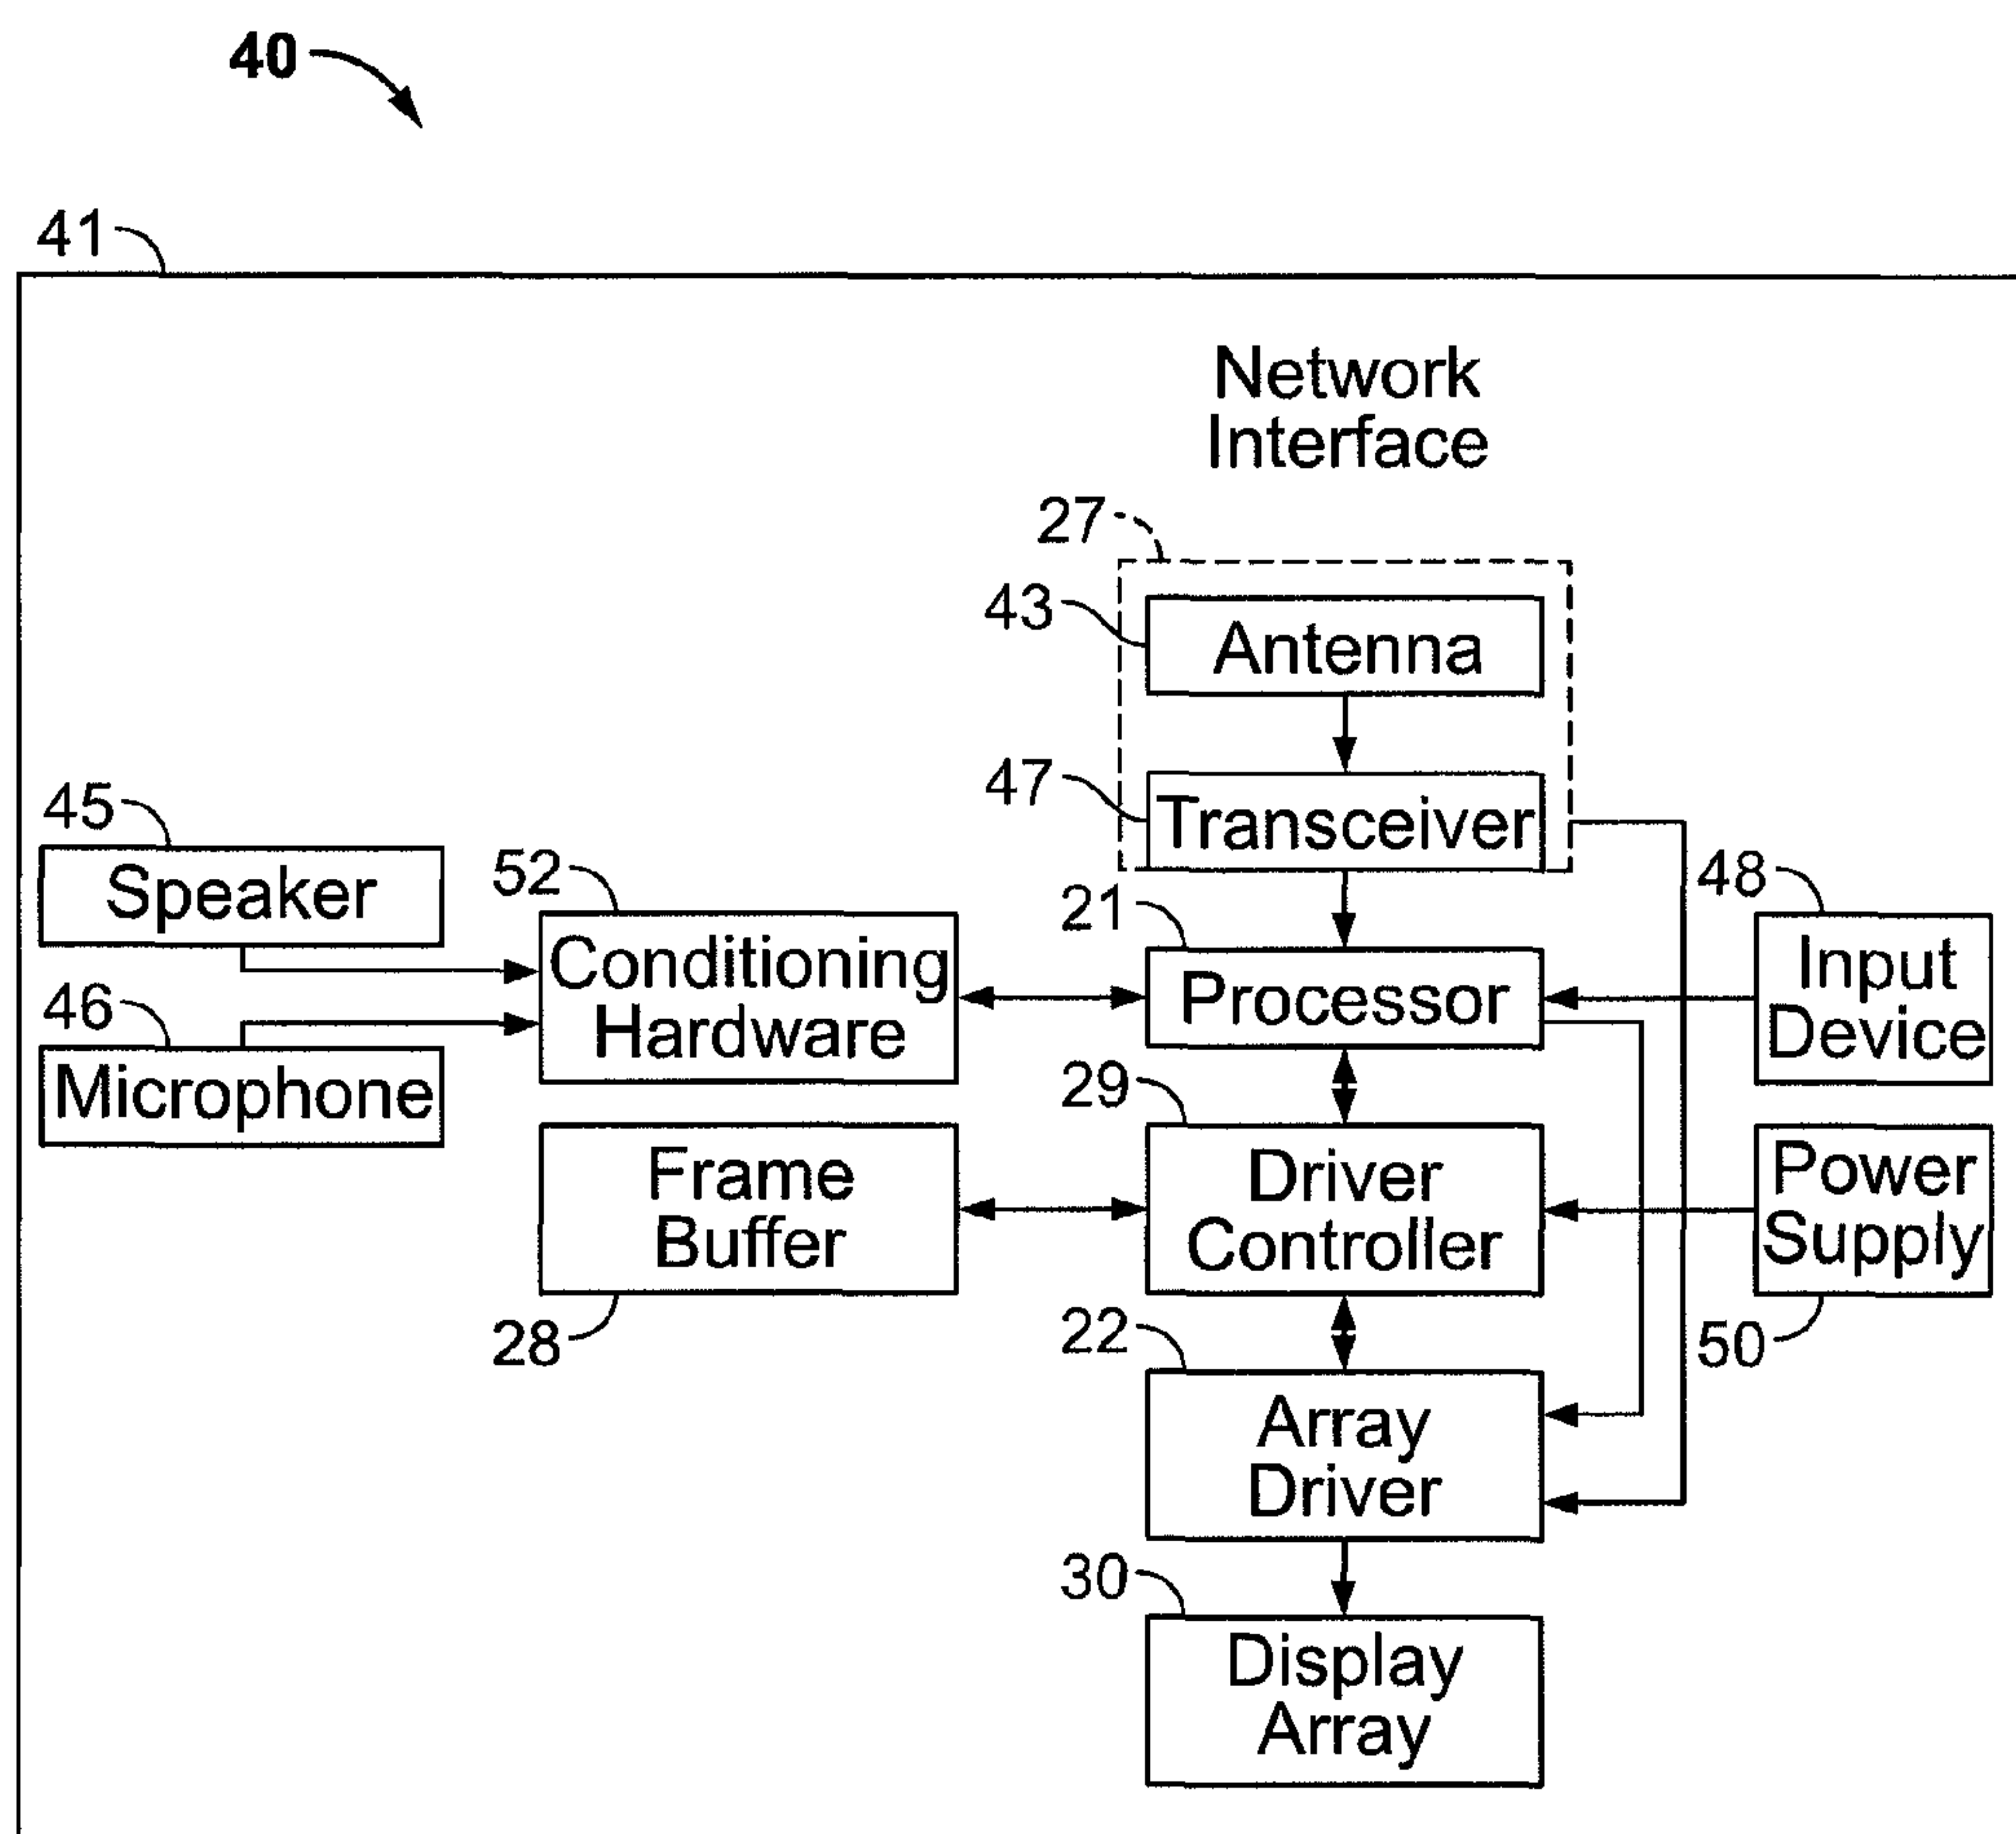 40
41
Network
Interface
27
43
Antenna
47
Transceiver
45
Speaker
52
Conditioning
Hardware
21
Processor
48
Input
Device
46
Microphone
29
Driver
Controller
Frame
Buffer
28
Power
Supply
50
22
Array
Driver
30
Display
Array